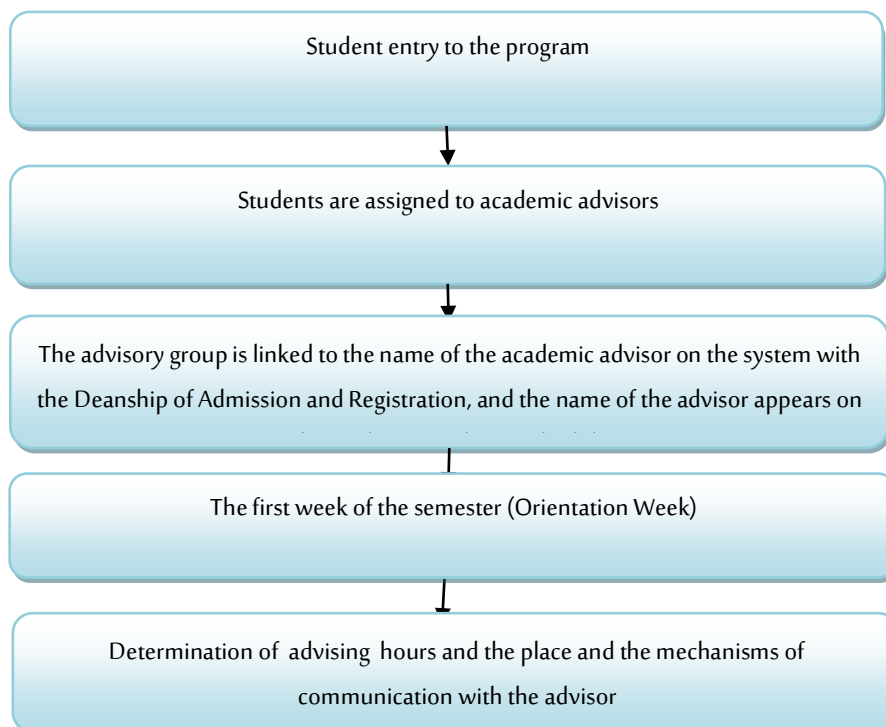 Student entry to the program
Students are assigned to academic advisors
The advisory group is linked to the name of the academic advisor on the system with
the Deanship of Admission and Registration, and the name of the advisor appears on
The first week of the semester (Orientation Week)
Determination of advising hours and the place and the mechanisms of
communication with the advisor